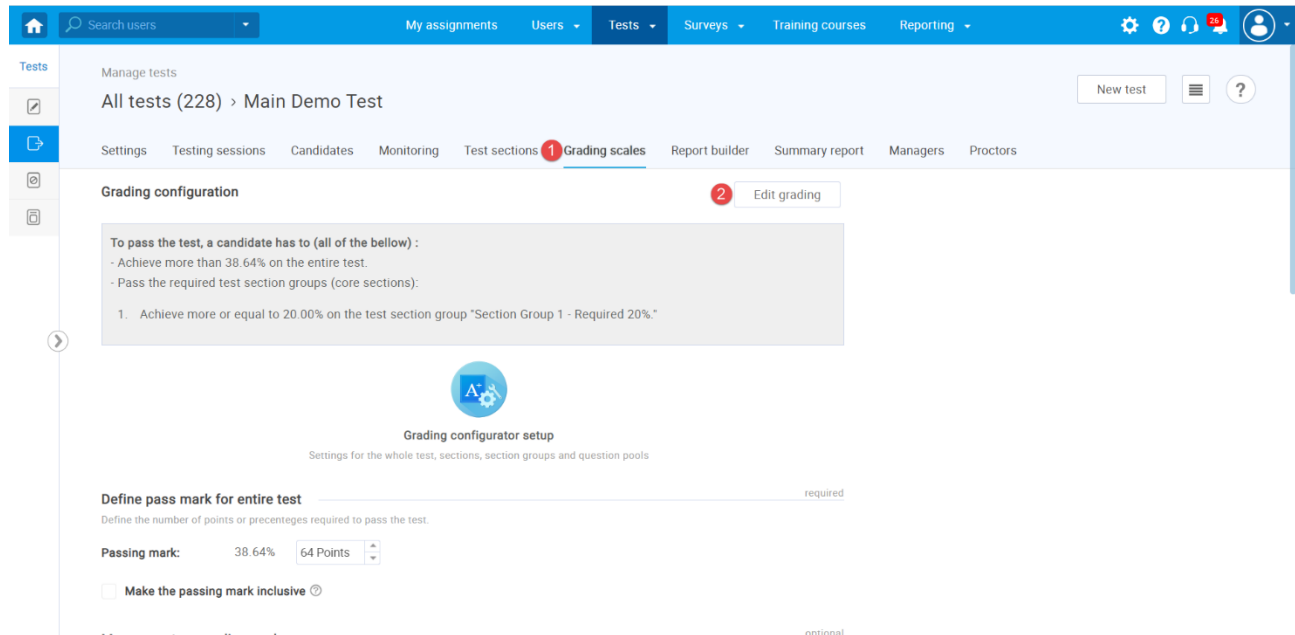 Search users
My assignments
Users
Tests
Surveys
Training courses
Reporting
26
Tests
Manage tests
All tests (228) › Main Demo Test
New test
?
Settings
Testing sessions
Candidates
Monitoring
Test sections
1
Grading scales
Report builder
Summary report
Managers
Proctors
Grading configuration
2
Edit grading
To pass the test, a candidate has to (all of the bellow) :
- Achieve more than 38.64% on the entire test.
- Pass the required test section groups (core sections):
1. Achieve more or equal to 20.00% on the test section group "Section Group 1 - Required 20%."
A+
Grading configurator setup
Settings for the whole test, sections, section groups and question pools
Define pass mark for entire test
required
Define the number of points or precenteges required to pass the test.
Passing mark: 38.64% 64 Points
Make the passing mark inclusive ?
optional